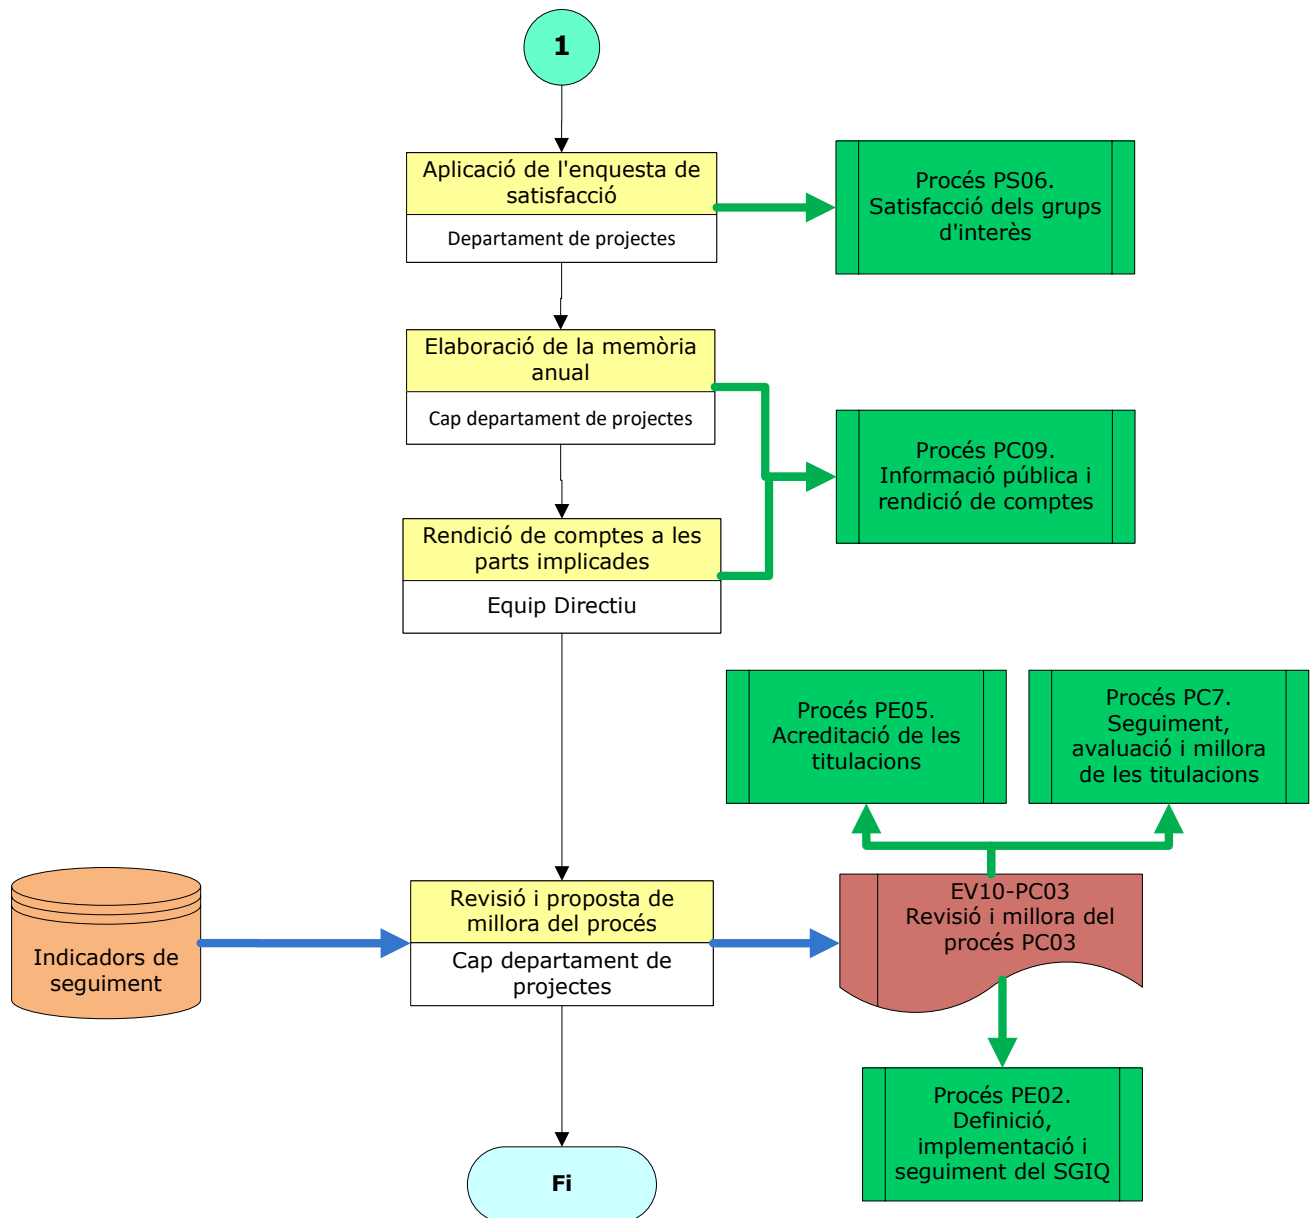 1
Aplicació de l'enquesta de
satisfacció
Departament de projectes
Procés PS06.
Satisfacció dels grups
d'interès
Elaboració de la memòria
anual
Cap departament de projectes
Procés PC09.
Informació pública i
rendició de comptes
Rendició de comptes a les
parts implicades
Equip Directiu
Procés PE05.
Acreditació de les
titulacions
Procés PC7.
Seguiment,
avaluació i millora
de les titulacions
Indicadors de
seguiment
Revisió i proposta de
millora del procés
Cap departament de
projectes
EV10-PC03
Revisió i millora del
procés PC03
Procés PE02.
Definició,
implementació i
seguiment del SGIQ
Fi